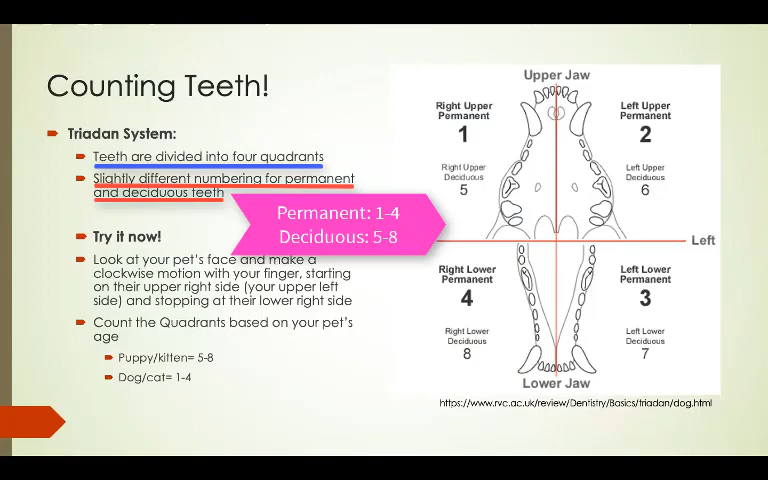 Counting Teeth!
Triadan System:
Teeth are divided into four quadrants
Slightly different numbering for permanent
and deciduous teeth
Permanent: 1-4
Deciduous: 5-8
Try it now!
Look at your pet's face and make a
clockwise motion with your finger, starting
on their upper right side (your upper left
side) and stopping at their lower right side
Count the Quadrants based on your pet's
age
Puppy/kitten= 5-8
Dog/cat= 1-4
Upper Jaw
Right Upper
Permanent
1
Left Upper
Permanent
2
Right Upper
Deciduous
5
Left Upper
Deciduous
6
Left
Right Lower
Permanent
4
Left Lower
Permanent
3
Right Lower
Deciduous
8
Left Lower
Deciduous
7
Lower Jaw
https://www.rvc.ac.uk/review/Dentistry/Basics/triadan/dog.html